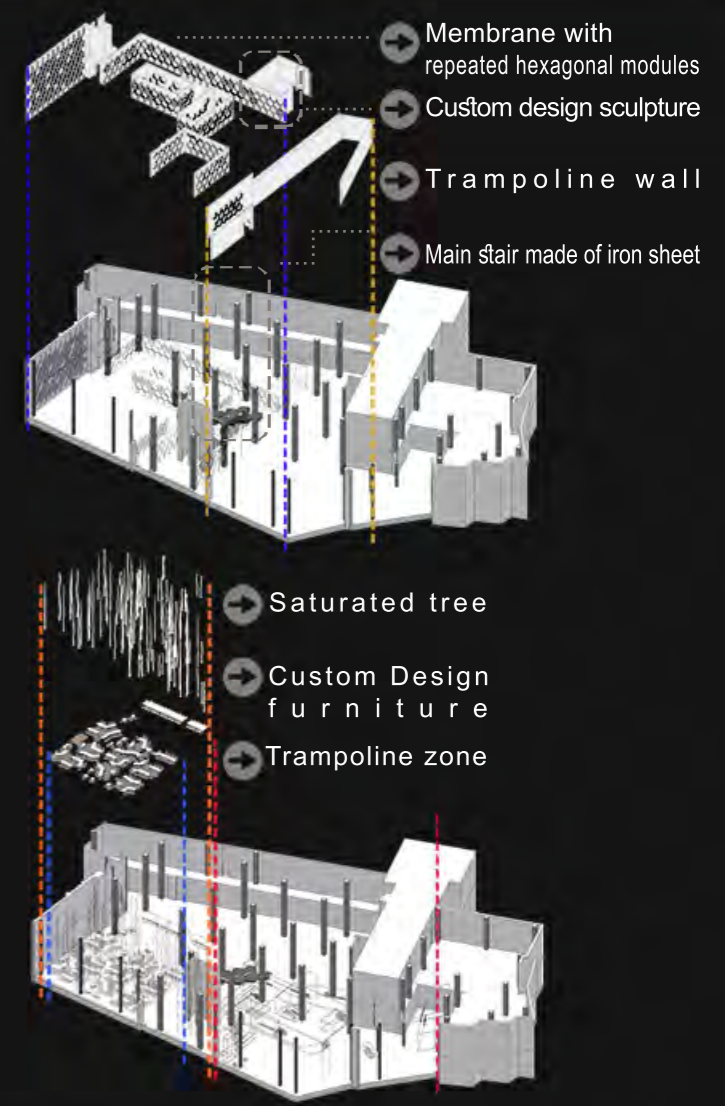 Membrane with
repeated hexagonal modules
Custom design sculpture
Trampoline wall
Main stair made of iron sheet
Saturated tree
Custom Design
furniture
Trampoline zone